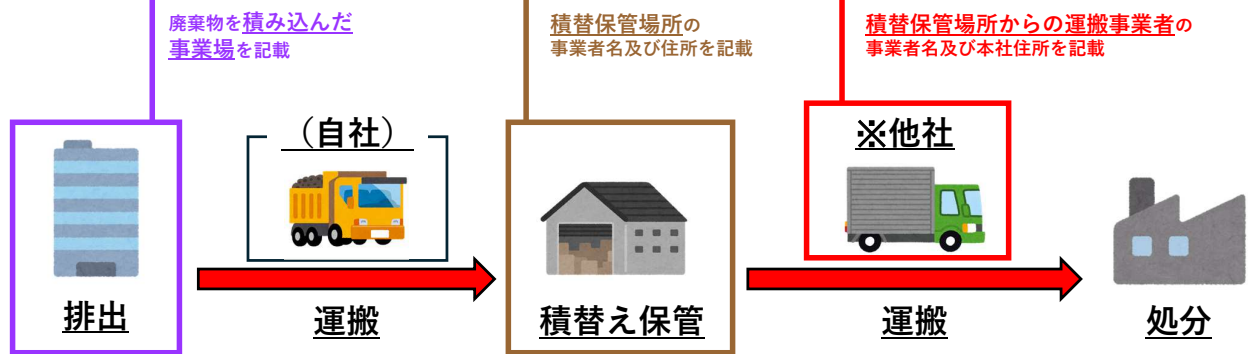 廃棄物を積み込んだ
事業場を記載
積替保管場所の
事業者名及び住所を記載
積替保管場所からの運搬事業者の
事業者名及び本社住所を記載
（自社）
※他社
排出
運搬
積替え保管
運搬
処分